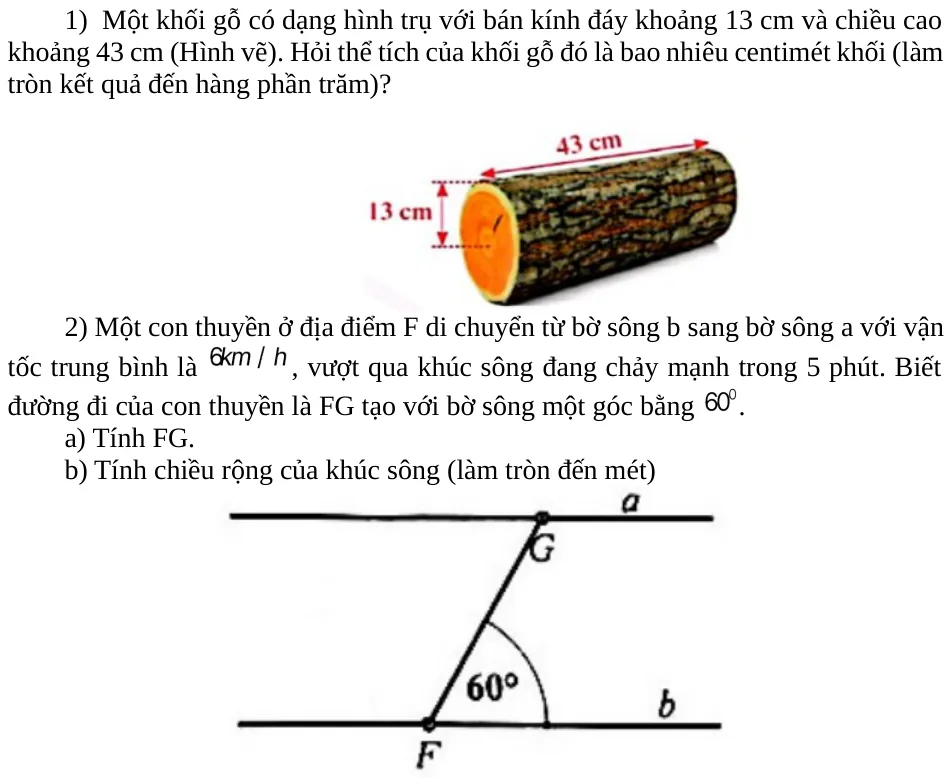 1) Một khối gỗ có dạng hình trụ với bán kính đáy khoảng 13 cm và chiều cao
khoảng 43 cm (Hình vẽ). Hỏi thể tích của khối gỗ đó là bao nhiêu centimét khối (làm
tròn kết quả đến hàng phần trăm)?
43 cm
13 cm
2) Một con thuyền ở địa điểm F di chuyển từ bờ sông b sang bờ sông a với vận
tốc trung bình là 6km / h, vượt qua khúc sông đang chảy mạnh trong 5 phút. Biết
đường đi của con thuyền là FG tạo với bờ sông một góc bằng 60⁰.
a) Tính FG.
b) Tính chiều rộng của khúc sông (làm tròn đến mét)
a
G
60°
b
F